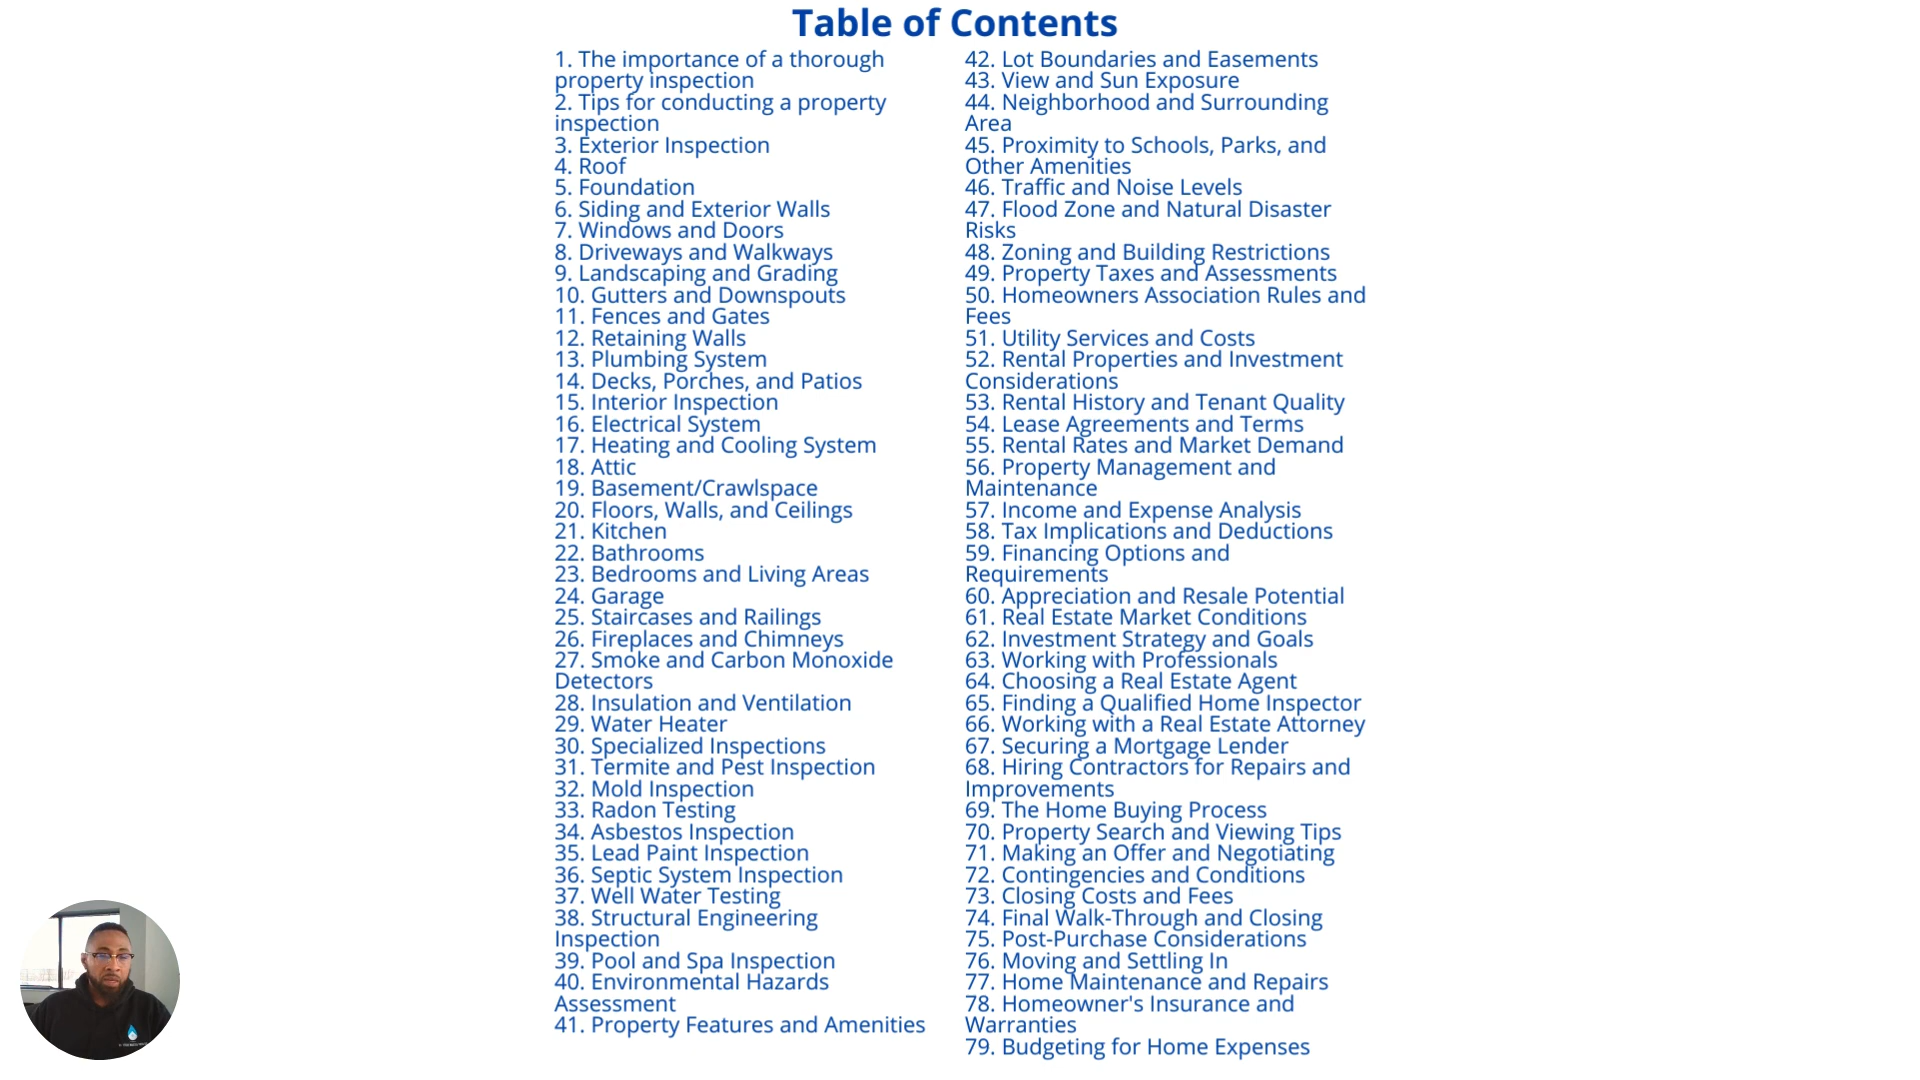 Table of Contents
1. The importance of a thorough
property inspection
2. Tips for conducting a property
inspection
3. Exterior Inspection
4. Roof
5. Foundation
6. Siding and Exterior Walls
7. Windows and Doors
8. Driveways and Walkways
9. Landscaping and Grading
10. Gutters and Downspouts
11. Fences and Gates
12. Retaining Walls
13. Plumbing System
14. Decks, Porches, and Patios
15. Interior Inspection
16. Electrical System
17. Heating and Cooling System
18. Attic
19. Basement/Crawlspace
20. Floors, Walls, and Ceilings
21. Kitchen
22. Bathrooms
23. Bedrooms and Living Areas
24. Garage
25. Staircases and Railings
26. Fireplaces and Chimneys
27. Smoke and Carbon Monoxide
Detectors
28. Insulation and Ventilation
29. Water Heater
30. Specialized Inspections
31. Termite and Pest Inspection
32. Mold Inspection
33. Radon Testing
34. Asbestos Inspection
35. Lead Paint Inspection
36. Septic System Inspection
37. Well Water Testing
38. Structural Engineering
Inspection
39. Pool and Spa Inspection
40. Environmental Hazards
Assessment
41. Property Features and Amenities
42. Lot Boundaries and Easements
43. View and Sun Exposure
44. Neighborhood and Surrounding
Area
45. Proximity to Schools, Parks, and
Other Amenities
46. Traffic and Noise Levels
47. Flood Zone and Natural Disaster
Risks
48. Zoning and Building Restrictions
49. Property Taxes and Assessments
50. Homeowners Association Rules and
Fees
51. Utility Services and Costs
52. Rental Properties and Investment
Considerations
53. Rental History and Tenant Quality
54. Lease Agreements and Terms
55. Rental Rates and Market Demand
56. Property Management and
Maintenance
57. Income and Expense Analysis
58. Tax Implications and Deductions
59. Financing Options and
Requirements
60. Appreciation and Resale Potential
61. Real Estate Market Conditions
62. Investment Strategy and Goals
63. Working with Professionals
64. Choosing a Real Estate Agent
65. Finding a Qualified Home Inspector
66. Working with a Real Estate Attorney
67. Securing a Mortgage Lender
68. Hiring Contractors for Repairs and
Improvements
69. The Home Buying Process
70. Property Search and Viewing Tips
71. Making an Offer and Negotiating
72. Contingencies and Conditions
73. Closing Costs and Fees
74. Final Walk-Through and Closing
75. Post-Purchase Considerations
76. Moving and Settling In
77. Home Maintenance and Repairs
78. Homeowner's Insurance and
Warranties
79. Budgeting for Home Expenses